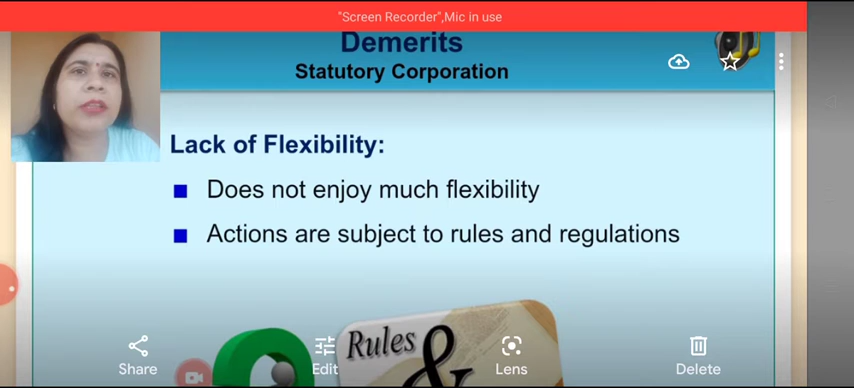 "Screen Recorder",Mic in use
Demerits
Statutory Corporation
Lack of Flexibility:
Does not enjoy much flexibility
Actions are subject to rules and regulations
Rules &
Share
Edit
Lens
Delete